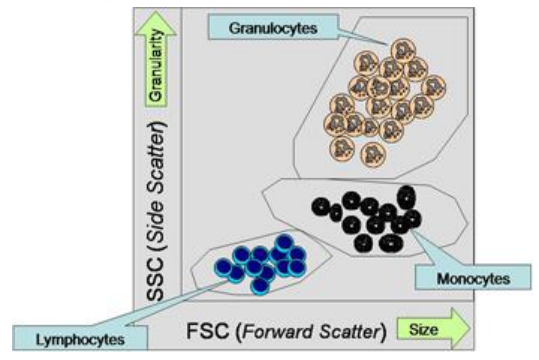 Granulocytes
Granularity
SSC (Side Scatter)
Monocytes
Lymphocytes
FSC (Forward Scatter)
Size